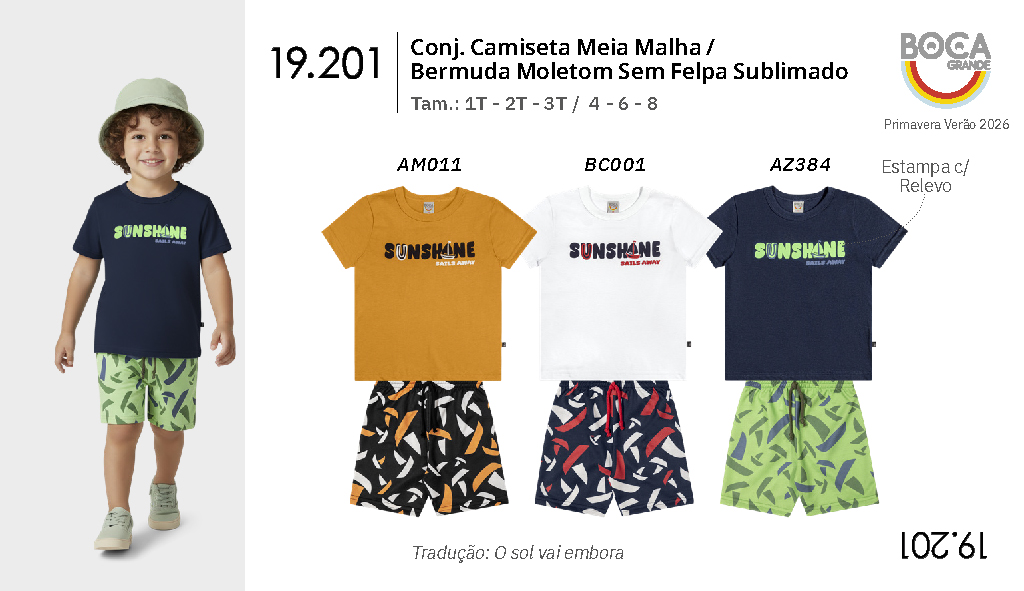 19.201
Conj. Camiseta Meia Malha /
Bermuda Moletom Sem Felpa Sublimado
Tam.: 1T - 2T - 3T / 4 - 6 - 8
BOCA
GRANDE
Primavera Verão 2026
AM011
BC001
AZ384
Estampa c/
Relevo
SUNSHINE
SAILS AWAY
SUNSHINE
SAILS AWAY
SUNSHINE
SAILS AWAY
SUNSHINE
SAILS AWAY
Tradução: O sol vai embora
19.201